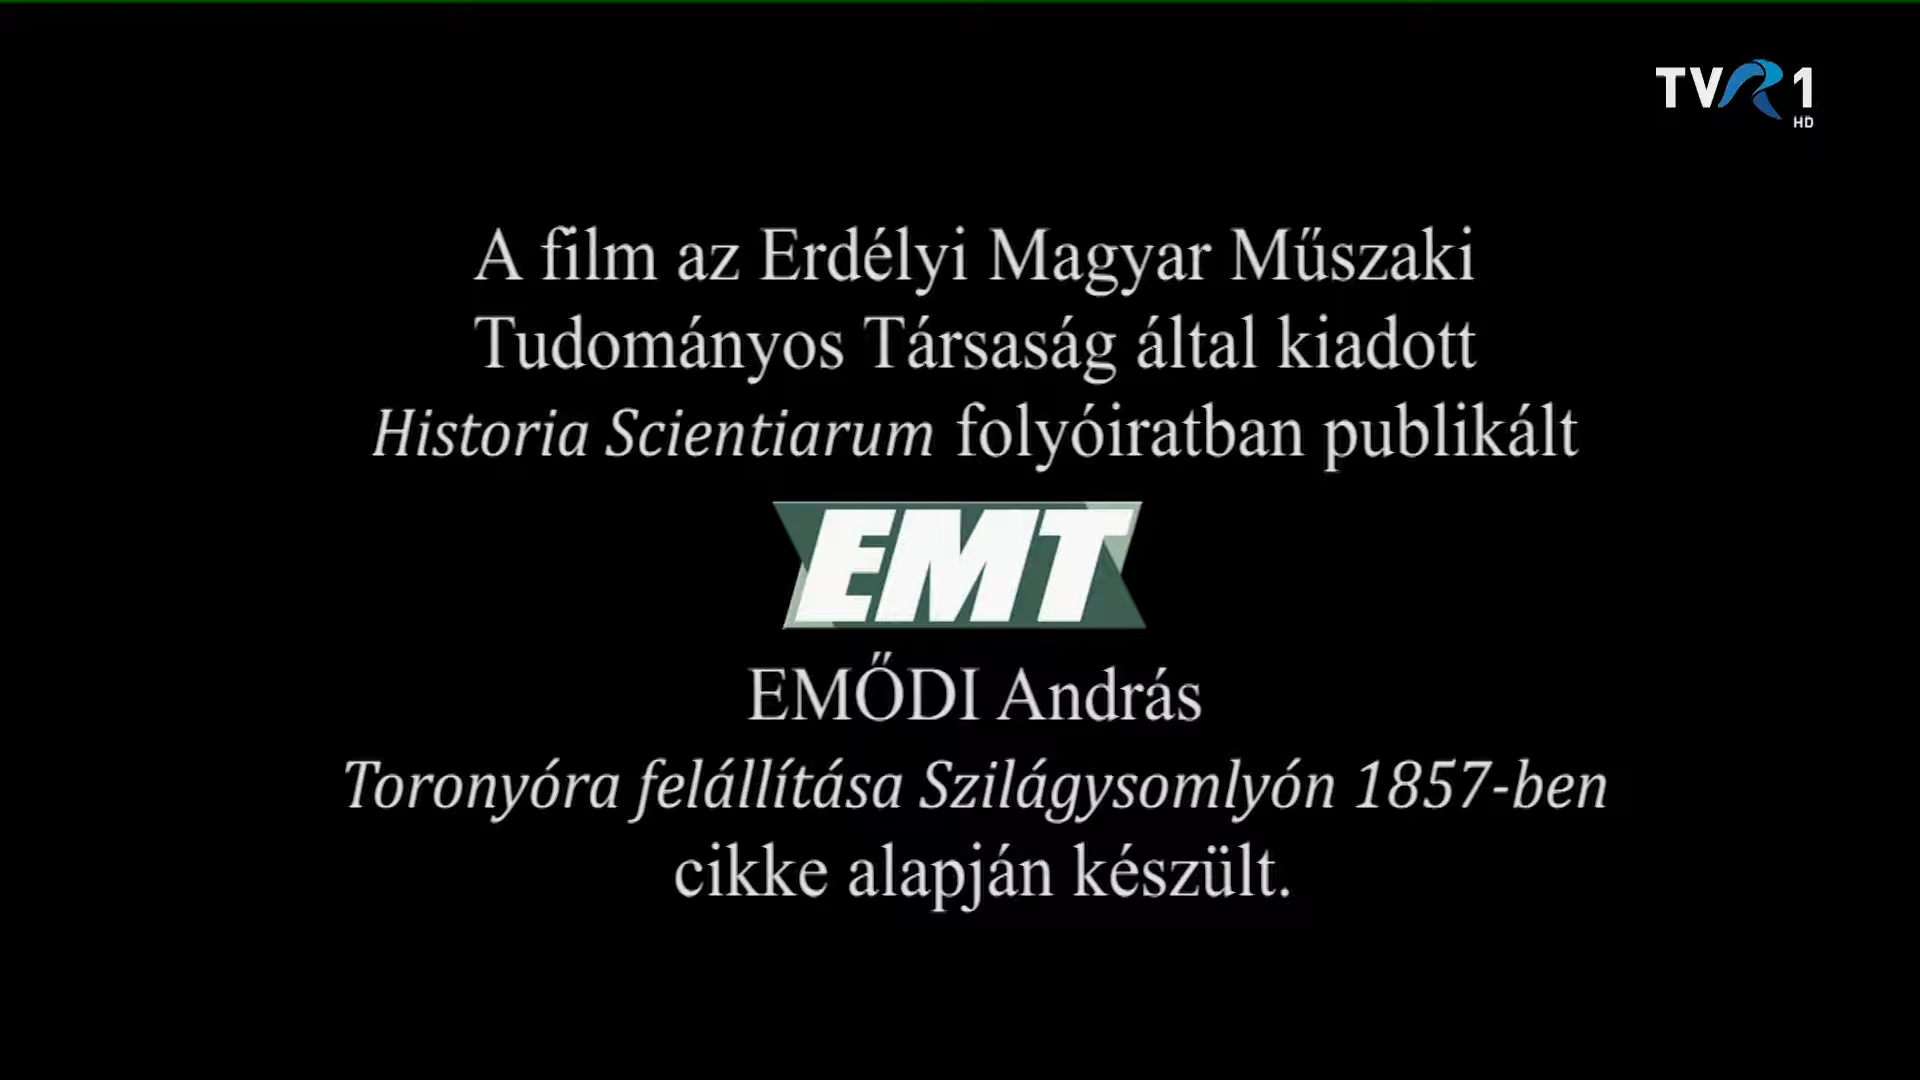 TVR1
HD
A film az Erdélyi Magyar Műszaki
Tudományos Társaság által kiadott
Historia Scientiarum folyóiratban publikált
EMT
EMŐDI András
Toronyóra felállítása Szilágysomlyón 1857-ben
cikke alapján készült.